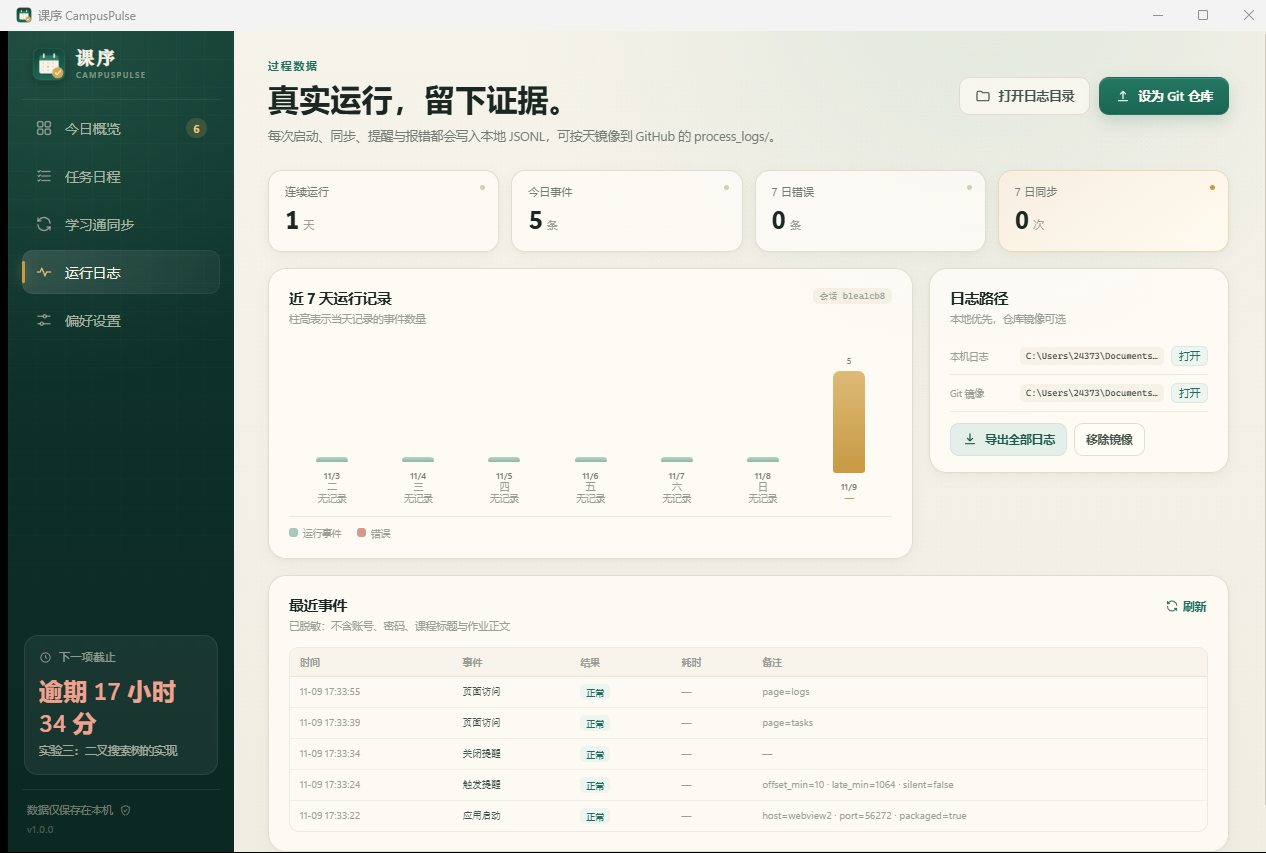 课序 CampusPulse
课序
CAMPUSPULSE
今日概览 6
任务日程
学习通同步
运行日志
偏好设置
下一项截止
逾期 17 小时
34 分
实验三：二叉搜索树的实现
数据仅保存在本机
v1.0.0
过程数据
真实运行，留下证据。
每次启动、同步、提醒与报错都会写入本地 JSONL，可按天镜像到 GitHub 的 process_logs/。
打开日志目录
设为 Git 仓库
连续运行
1 天
今日事件
5 条
7 日错误
0 条
7 日同步
0 次
近 7 天运行记录
会话 b1ea1cb8
柱高表示当天记录的事件数量
5
11/3 11/4 11/5 11/6 11/7 11/8 11/9
二 三 四 五 六 日 一
无记录 无记录 无记录 无记录 无记录 无记录
运行事件 错误
日志路径
本地优先，仓库镜像可选
本机日志 C:\Users\24373\Documents… 打开
Git 镜像 C:\Users\24373\Documents… 打开
导出全部日志 移除镜像
最近事件
刷新
已脱敏：不含账号、密码、课程标题与作业正文
时间 事件 结果 耗时 备注
11-09 17:33:55 页面访问 正常 — page=logs
11-09 17:33:39 页面访问 正常 — page=tasks
11-09 17:33:34 关闭提醒 正常 — —
11-09 17:33:24 触发提醒 正常 — offset_min=10 · late_min=1064 · silent=false
11-09 17:33:22 应用启动 正常 — host=webview2 · port=56272 · packaged=true